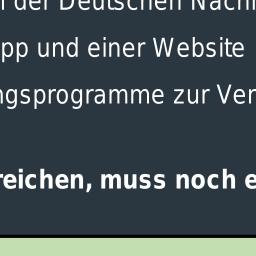 der Deutschen Nach
pp und einer Website
ngsprogramme zur Ver
reichen, muss noch e